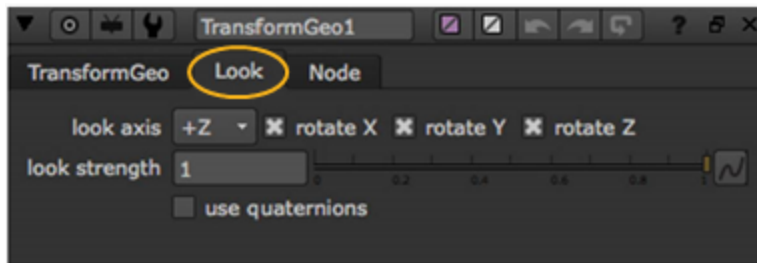 TransformGeo1 ?
TransformGeo Look Node
look axis +Z rotate X rotate Y rotate Z
look strength 1
0 0.2 0.4 0.6 0.8 1
use quaternions